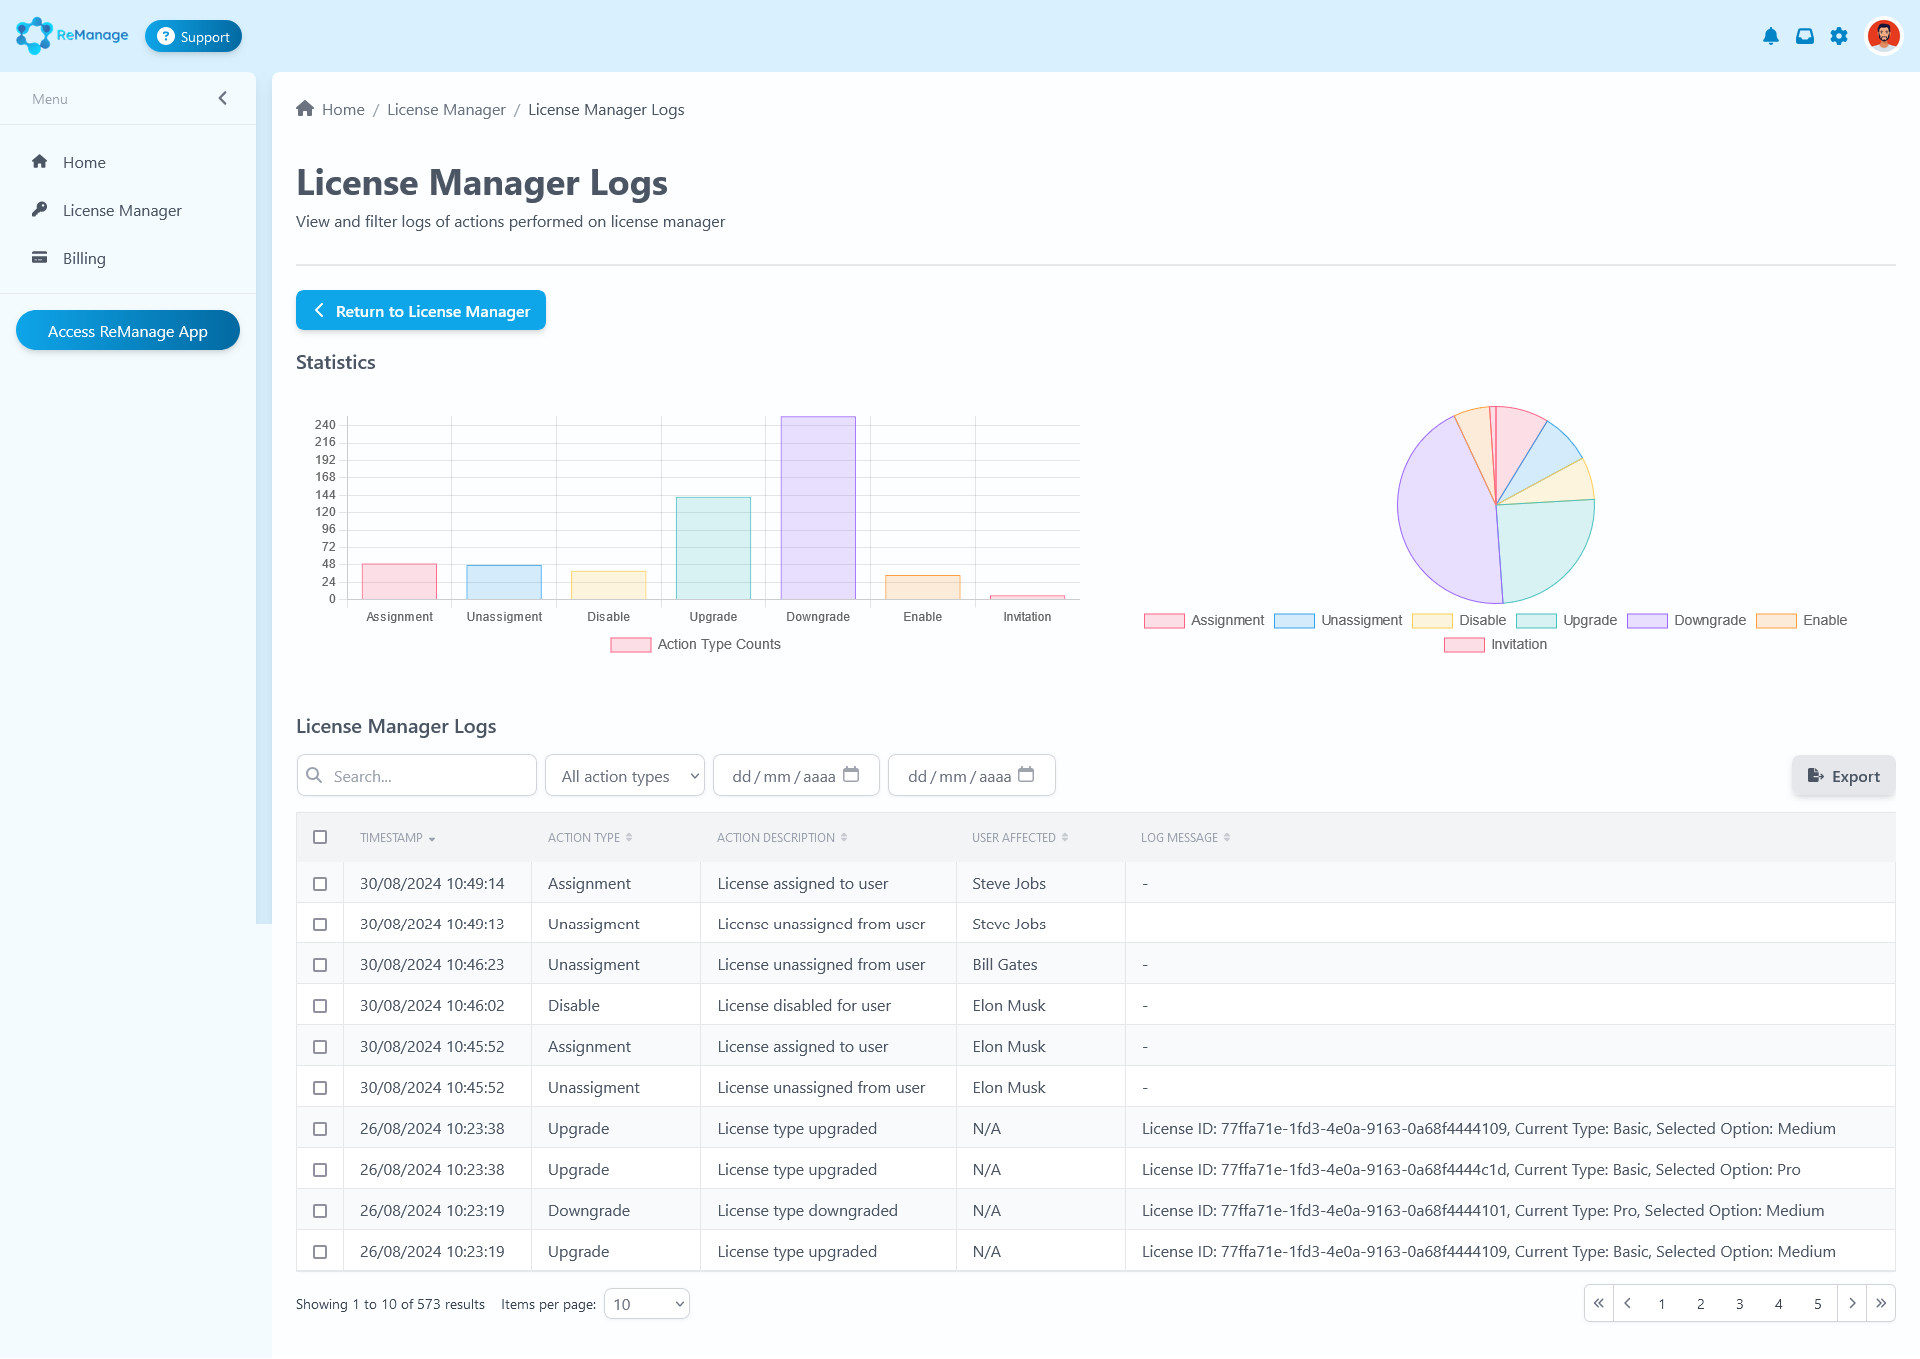 ReManage ? Support
Menu
Home
License Manager
Billing
Access ReManage App
Home / License Manager / License Manager Logs
License Manager Logs
View and filter logs of actions performed on license manager
Return to License Manager
Statistics
240
216
192
168
144
120
96
72
48
24
0
Assignment Unassigment Disable Upgrade Downgrade Enable Invitation
Action Type Counts
Assignment Unassigment Disable Upgrade Downgrade Enable
Invitation
License Manager Logs
Search... All action types dd/mm/aaaa dd/mm/aaaa Export
TIMESTAMP ACTION TYPE ACTION DESCRIPTION USER AFFECTED LOG MESSAGE
30/08/2024 10:49:14 Assignment License assigned to user Steve Jobs -
30/08/2024 10:49:13 Unassigment License unassigned from user Steve Jobs
30/08/2024 10:46:23 Unassigment License unassigned from user Bill Gates -
30/08/2024 10:46:02 Disable License disabled for user Elon Musk -
30/08/2024 10:45:52 Assignment License assigned to user Elon Musk -
30/08/2024 10:45:52 Unassigment License unassigned from user Elon Musk -
26/08/2024 10:23:38 Upgrade License type upgraded N/A License ID: 77ffa71e-1fd3-4e0a-9163-0a68f4444109, Current Type: Basic, Selected Option: Medium
26/08/2024 10:23:38 Upgrade License type upgraded N/A License ID: 77ffa71e-1fd3-4e0a-9163-0a68f4444c1d, Current Type: Basic, Selected Option: Pro
26/08/2024 10:23:19 Downgrade License type downgraded N/A License ID: 77ffa71e-1fd3-4e0a-9163-0a68f4444101, Current Type: Pro, Selected Option: Medium
26/08/2024 10:23:19 Upgrade License type upgraded N/A License ID: 77ffa71e-1fd3-4e0a-9163-0a68f4444109, Current Type: Basic, Selected Option: Medium
Showing 1 to 10 of 573 results Items per page: 10 « < 1 2 3 4 5 > »